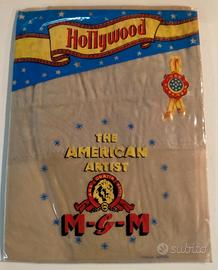 Hollywood
THE
AMERICAN
ARTIST
M-G-M
subito